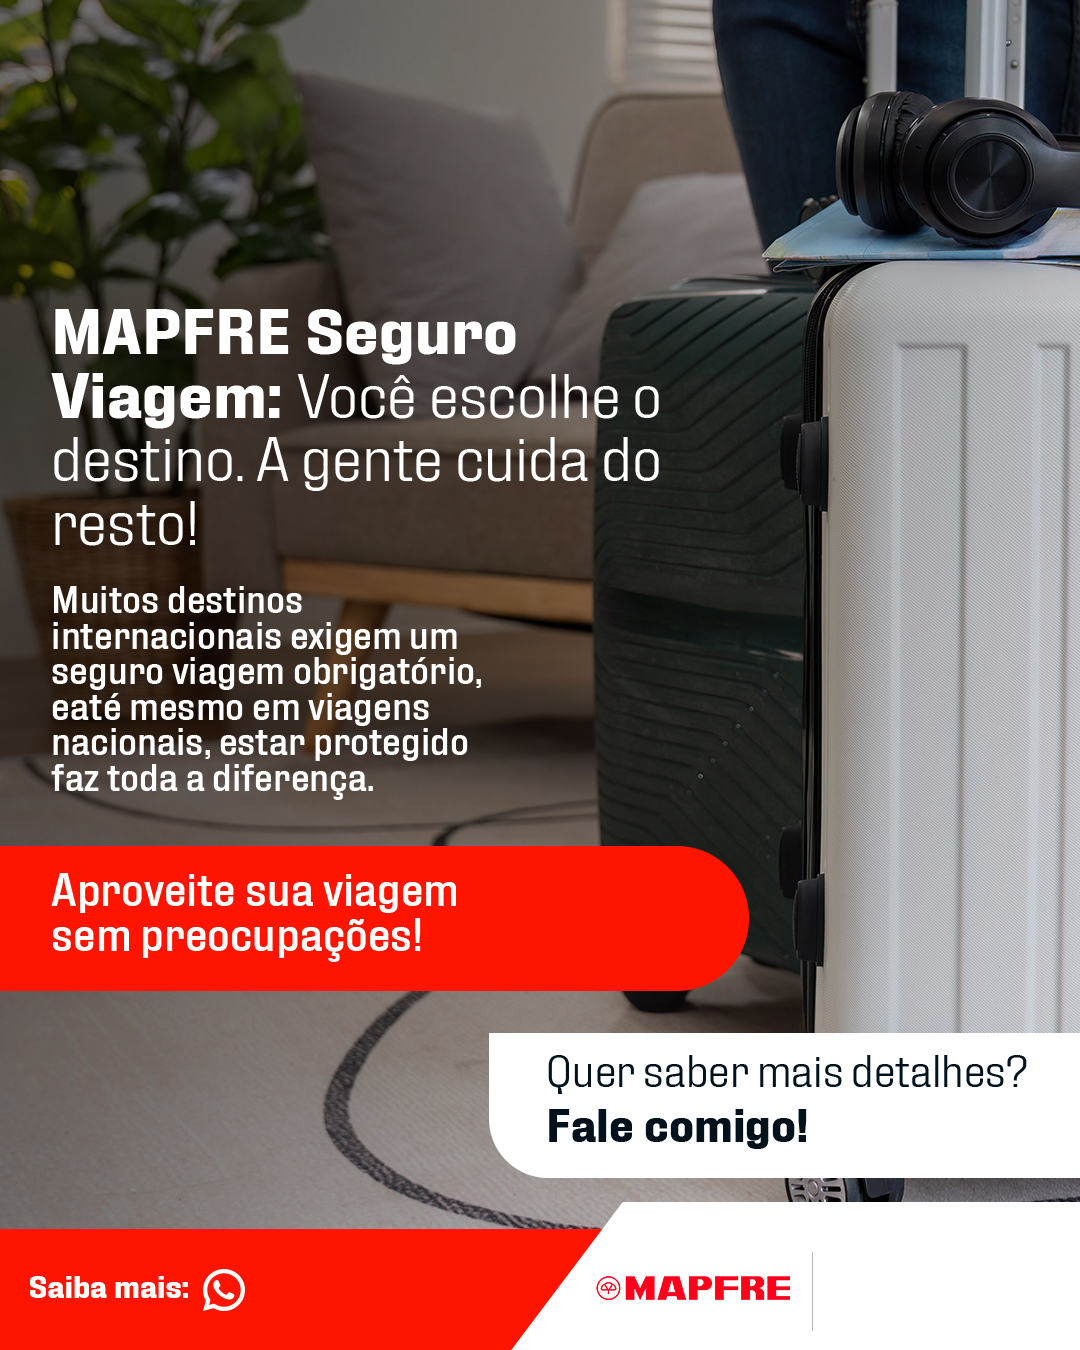 MAPFRE Seguro
Viagem: Você escolhe o
destino. A gente cuida do
resto!
Muitos destinos
internacionais exigem um
seguro viagem obrigatório,
eaté mesmo em viagens
nacionais, estar protegido
faz toda a diferença.
Aproveite sua viagem
sem preocupações!
Quer saber mais detalhes?
Fale comigo!
Saiba mais:
MAPFRE